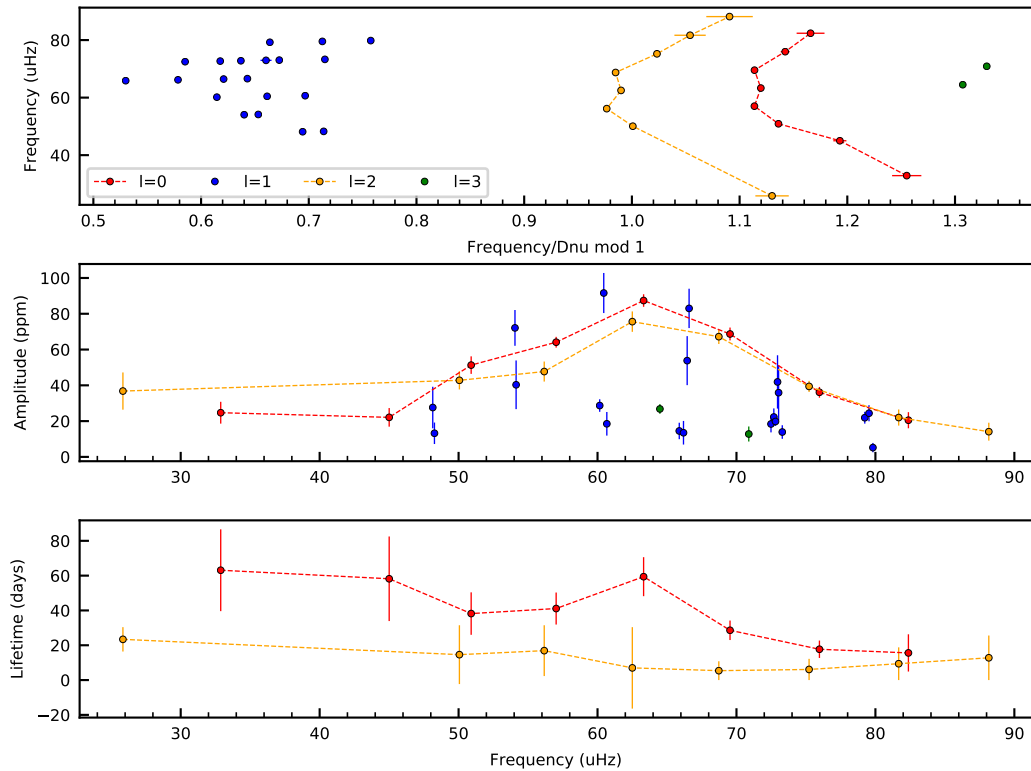 Frequency (uHz)
80
60
40
l=0 l=1 l=2 l=3
0.5 0.6 0.7 0.8 0.9 1.0 1.1 1.2 1.3
Frequency/Dnu mod 1
Amplitude (ppm)
100
80
60
40
20
0
30 40 50 60 70 80 90
Lifetime (days)
80
60
40
20
0
−20
30 40 50 60 70 80 90
Frequency (uHz)